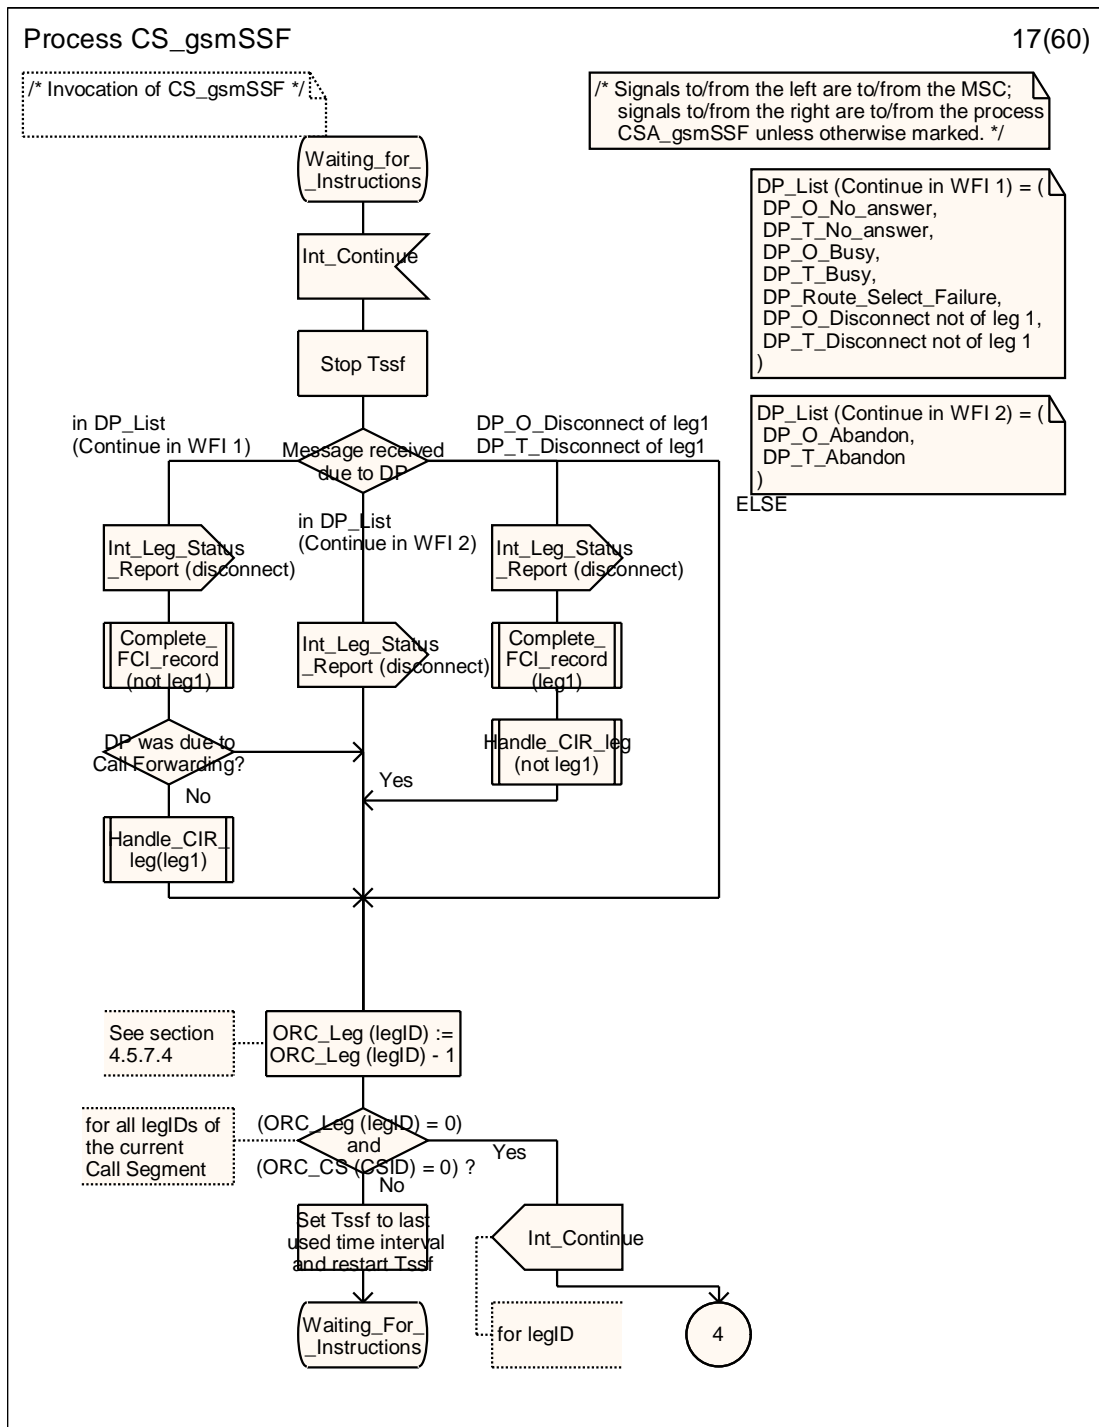 Process CS_gsmSSF
17(60)
/* Invocation of CS_gsmSSF */
/* Signals to/from the left are to/from the MSC;
signals to/from the right are to/from the process
CSA_gsmSSF unless otherwise marked. */
Waiting_for_
_Instructions
DP_List (Continue in WFI 1) = (
DP_O_No_answer,
DP_T_No_answer,
DP_O_Busy,
DP_T_Busy,
DP_Route_Select_Failure,
DP_O_Disconnect not of leg 1,
DP_T_Disconnect not of leg 1
)
Int_Continue
Stop Tssf
DP_List (Continue in WFI 2) = (
DP_O_Abandon,
DP_T_Abandon
)
in DP_List
(Continue in WFI 1)
Message received
due to DP
DP_O_Disconnect of leg1
DP_T_Disconnect of leg1
ELSE
in DP_List
(Continue in WFI 2)
Int_Leg_Status
_Report (disconnect)
Int_Leg_Status
_Report (disconnect)
Complete_
FCI_record
(not leg1)
Int_Leg_Status
_Report (disconnect)
Complete_
FCI_record
(leg1)
DP was due to
Call Forwarding?
Handle_CIR_leg
(not leg1)
Yes
No
Handle_CIR_
leg(leg1)
See section
4.5.7.4
ORC_Leg (legID) :=
ORC_Leg (legID) - 1
for all legIDs of
the current
Call Segment
(ORC_Leg (legID) = 0)
and
(ORC_CS (CSID) = 0) ?
Yes
No
Set Tssf to last
used time interval
and restart Tssf
Int_Continue
Waiting_For_
_Instructions
for legID
4